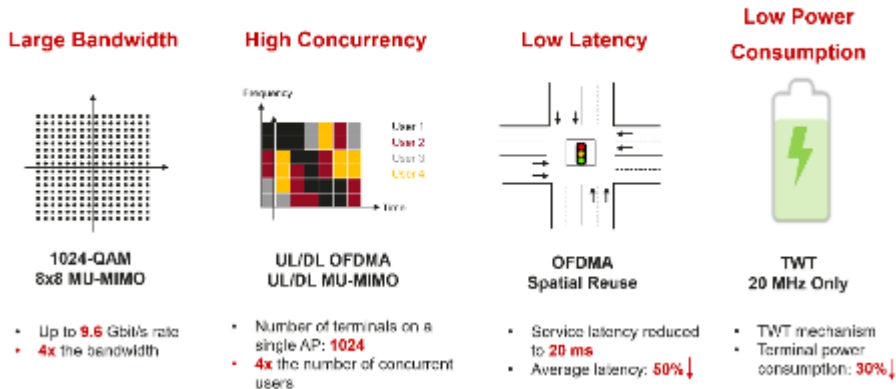 Large Bandwidth
1024-QAM
8x8 MU-MIMO
• Up to 9.6 Gbit/s rate
• 4x the bandwidth
High Concurrency
Frequency
User 1
User 2
User 3
User 4
Time
UL/DL OFDMA
UL/DL MU-MIMO
• Number of terminals on a
single AP: 1024
• 4x the number of concurrent
users
Low Latency
OFDMA
Spatial Reuse
• Service latency reduced
to 20 ms
• Average latency: 50%↓
Low Power
Consumption
TWT
20 MHz Only
• TWT mechanism
• Terminal power
consumption: 30%↓